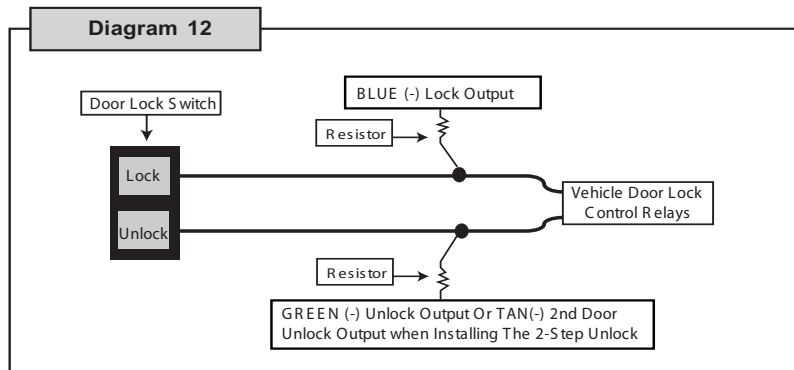 Diagram 12
Door Lock Switch
BLUE (-) Lock Output
Resistor
Lock
Vehicle Door Lock
Control Relays
Unlock
Resistor
GREEN (-) Unlock Output Or TAN(-) 2nd Door
Unlock Output when Installing The 2-Step Unlock